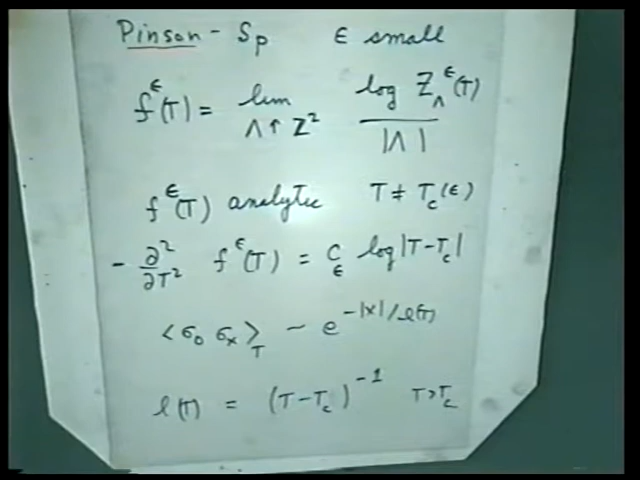 Pinson - Sp   ε small
f^ε(T) = lim_{Λ↑Z²} log Z_Λ^ε(T) / |Λ|
f^ε(T) analytic   T ≠ T_c(ε)
- ∂²/∂T² f^ε(T) = C_ε log |T-T_c|
<σ_0 σ_x>_T ~ e^{-|x|/ℓ(T)}
ℓ(T) = (T-T_c)^{-1}   T>T_c